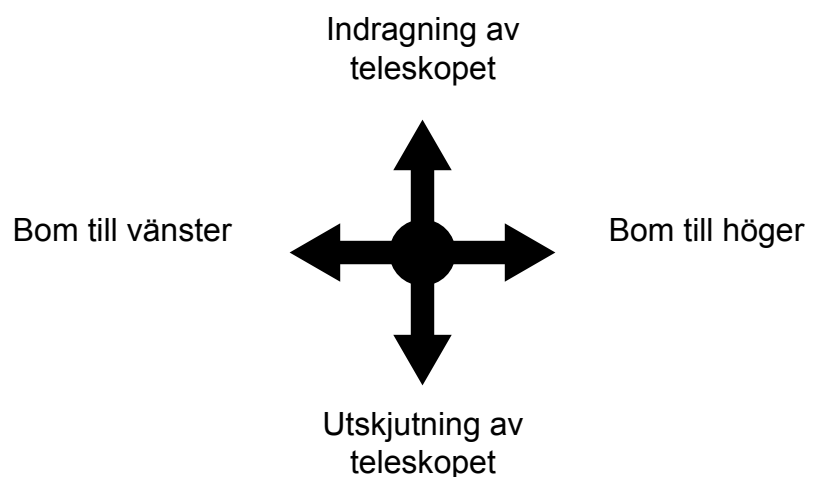 Indragning av
teleskopet
Bom till vänster
Bom till höger
Utskjutning av
teleskopet